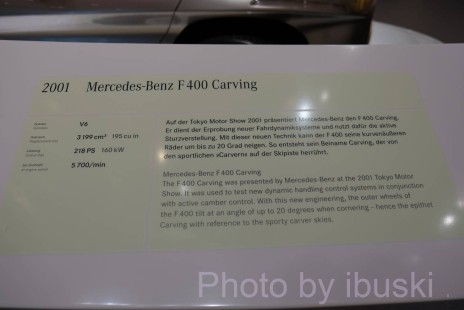 2001 Mercedes-Benz F 400 Carving
V6
3 199 cm³ 195 cu in
218 PS 160 kW
5 700/min
Auf der Tokyo Motor Show 2001 präsentiert Mercedes-Benz den F 400 Carving.
Er dient der Erprobung neuer Fahrdynamiksysteme und nutzt dafür die aktive
Sturzverstellung. Mit dieser neuen Technik kann der F 400 seine kurvenäußeren
Räder um bis zu 20 Grad neigen. So entsteht sein Beiname Carving, der von
den sportlichen »Carvern« auf der Skipiste herrührt.
Mercedes-Benz F 400 Carving
The F 400 Carving was presented by Mercedes-Benz at the 2001 Tokyo Motor
Show. It was used to test new dynamic handling control systems in conjunction
with active camber control. With this new engineering, the outer wheels of
the F 400 tilt at an angle of up to 20 degrees when cornering – hence the epithet
Carving with reference to the sporty carver skies.
Photo by ibuski